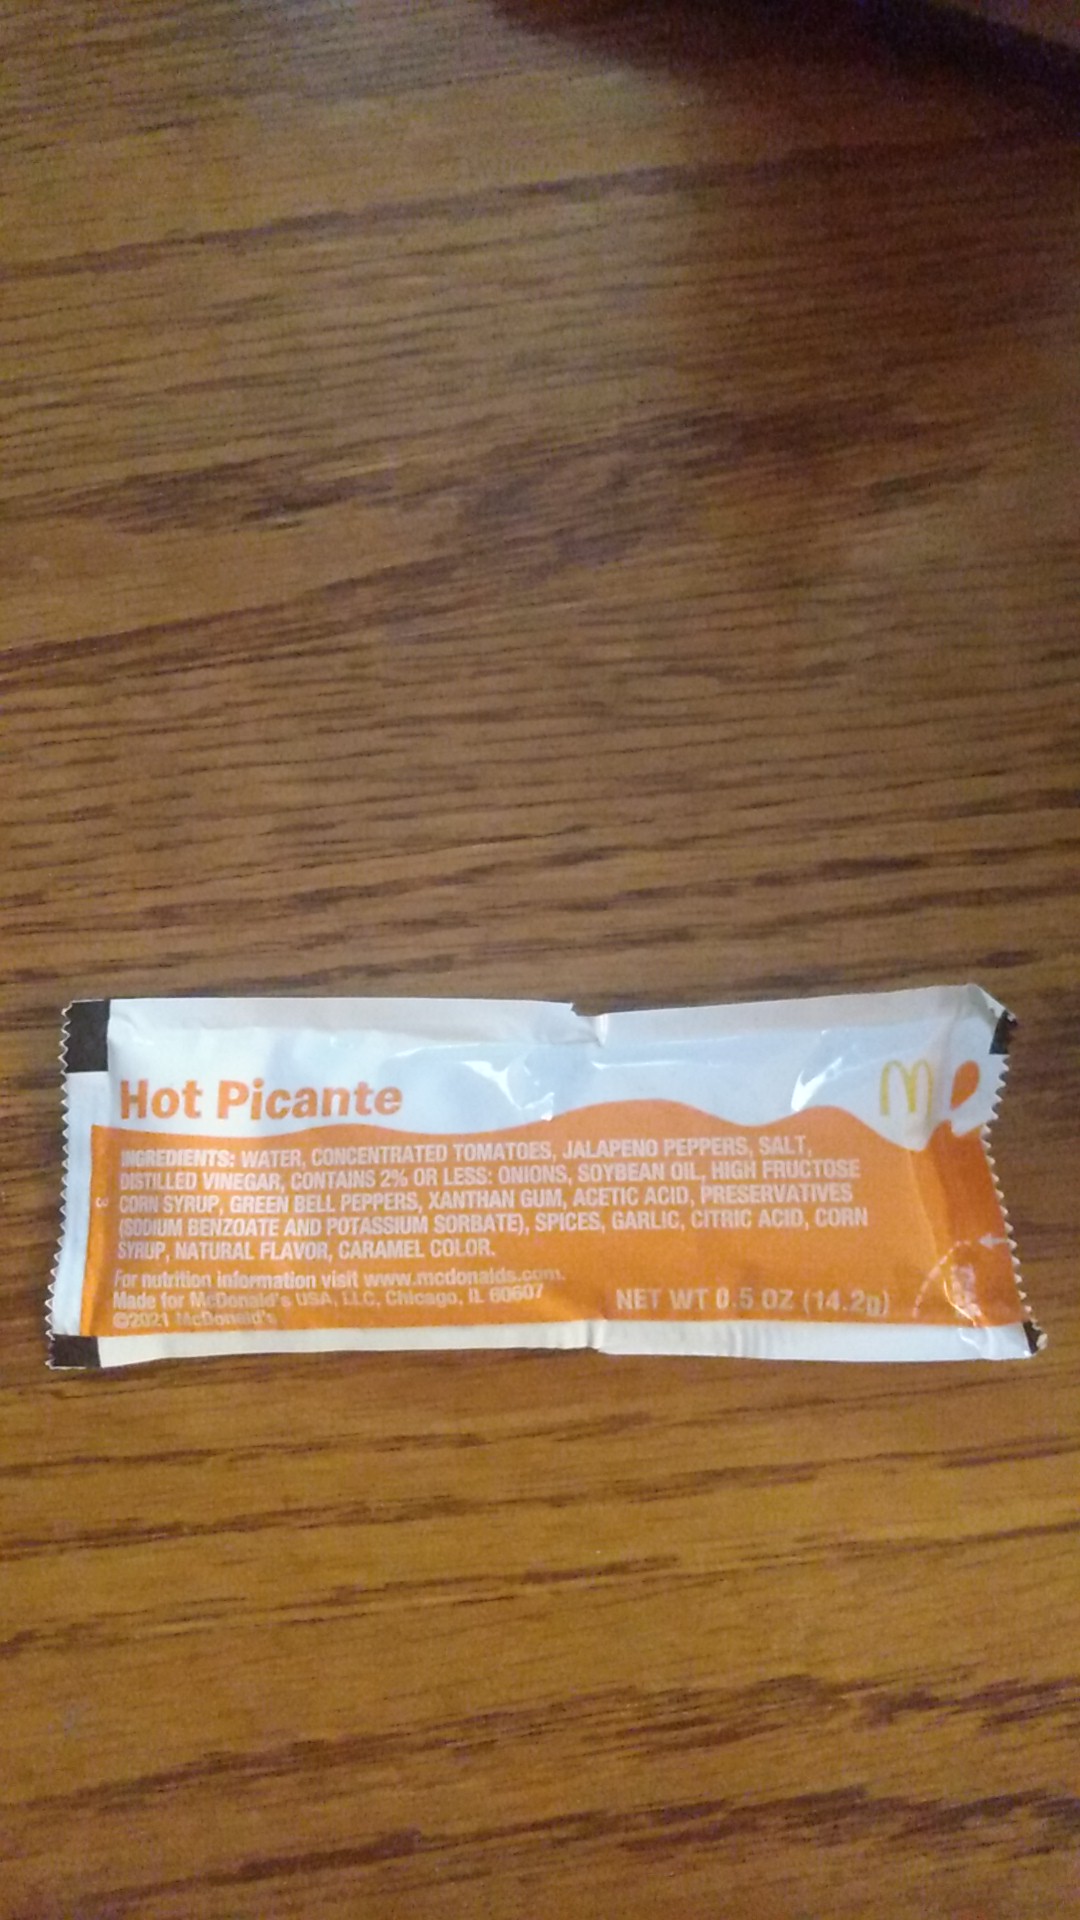 Hot Picante
M
INGREDIENTS: WATER, CONCENTRATED TOMATOES, JALAPENO PEPPERS, SALT,
DISTILLED VINEGAR, CONTAINS 2% OR LESS: ONIONS, SOYBEAN OIL, HIGH FRUCTOSE
CORN SYRUP, GREEN BELL PEPPERS, XANTHAN GUM, ACETIC ACID, PRESERVATIVES
(SODIUM BENZOATE AND POTASSIUM SORBATE), SPICES, GARLIC, CITRIC ACID, CORN
SYRUP, NATURAL FLAVOR, CARAMEL COLOR.
For nutrition information visit www.mcdonalds.com.
Made for McDonald's USA, LLC, Chicago, IL 60607
©2021 McDonald's
NET WT 0.5 OZ (14.2g)
3